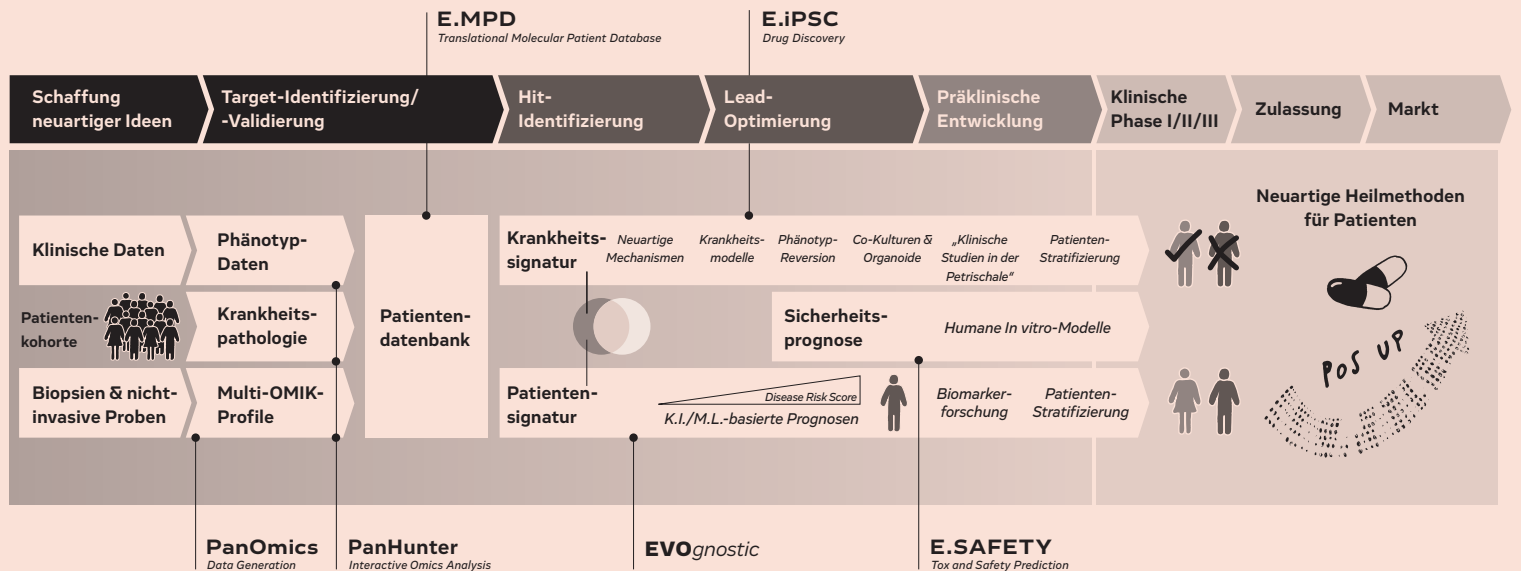 E.MPD
Translational Molecular Patient Database
E.iPSC
Drug Discovery
Schaffung
neuartiger Ideen
Target-Identifizierung/
-Validierung
Hit-
Identifizierung
Lead-
Optimierung
Präklinische
Entwicklung
Klinische
Phase I/II/III
Zulassung
Markt
Neuartige Heilmethoden
für Patienten
Klinische Daten
Phänotyp-
Daten
Krankheits-
signatur
Neuartige
Mechanismen
Krankheits-
modelle
Phänotyp-
Reversion
Co-Kulturen &
Organoide
„Klinische
Studien in der
Petrischale“
Patienten-
Stratifizierung
Patienten-
kohorte
Krankheits-
pathologie
Patienten-
datenbank
Sicherheits-
prognose
Humane In vitro-Modelle
PoS UP
Biopsien & nicht-
invasive Proben
Multi-OMIK-
Profile
Patienten-
signatur
Disease Risk Score
K.I./M.L.-basierte Prognosen
Biomarker-
forschung
Patienten-
Stratifizierung
PanOmics
Data Generation
PanHunter
Interactive Omics Analysis
EVOgnostic
E.SAFETY
Tox and Safety Prediction